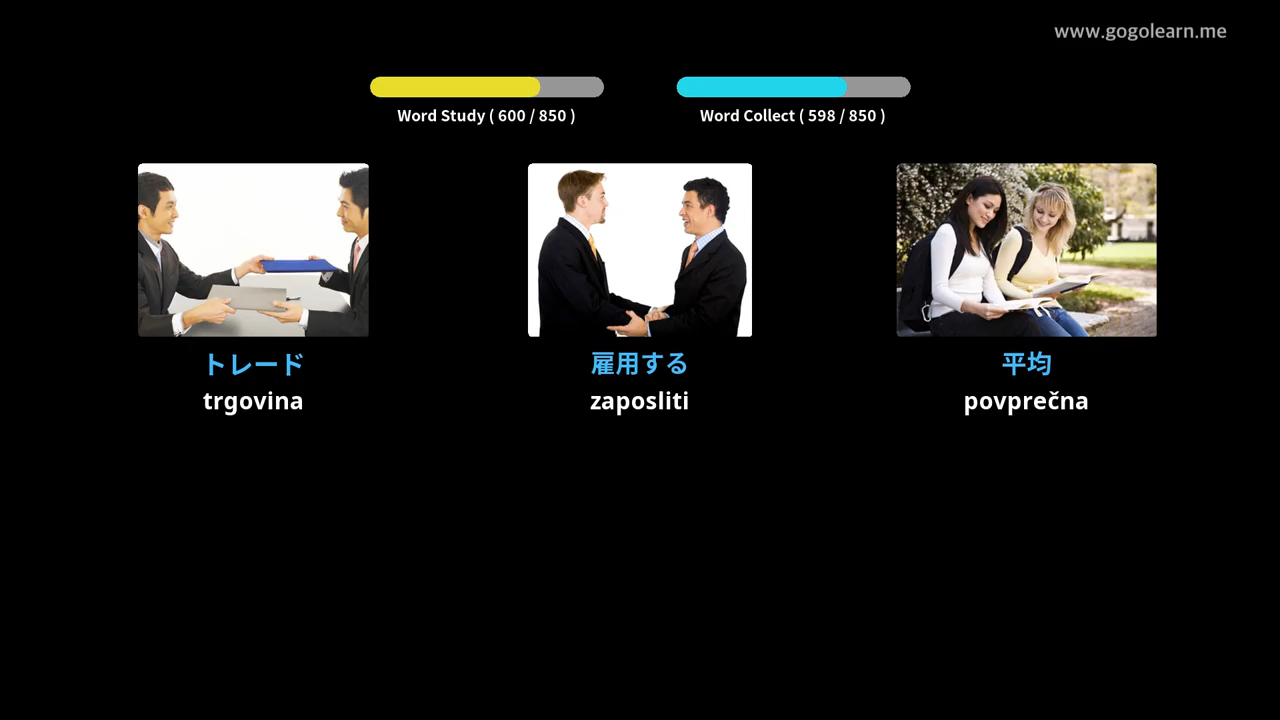 www.gogolearn.me
Word Study ( 600 / 850 )
Word Collect ( 598 / 850 )
トレード
trgovina
雇用する
zaposliti
平均
povprečna